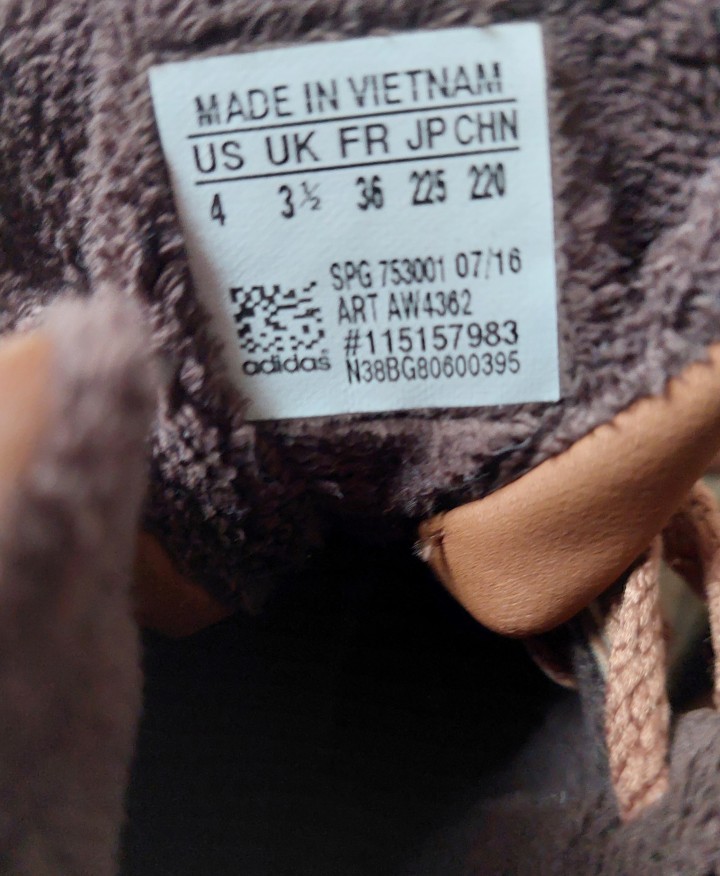 MADE IN VIETNAM
US UK FR JP CHN
4 3½ 36 225 220
SPG 753001 07/16
ART AW4362
#115157983
adidas N38BG80600395